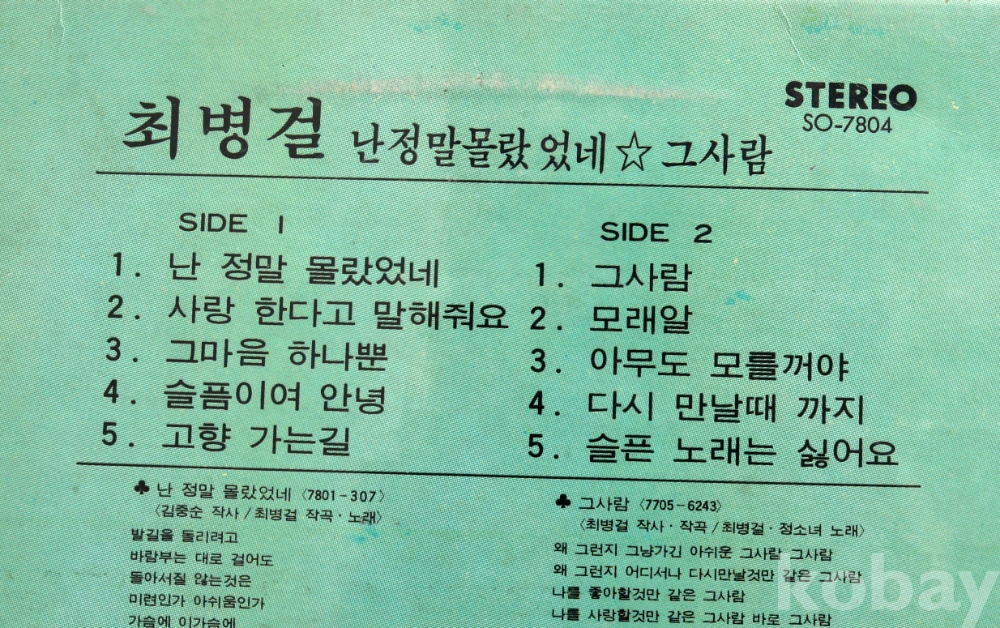 STEREO
SO-7804
최병걸 난정말몰랐었네☆그사람
SIDE 1
1. 난 정말 몰랐었네
2. 사랑 한다고 말해줘요
3. 그마음 하나뿐
4. 슬픔이여 안녕
5. 고향 가는길
SIDE 2
1. 그사람
2. 모래알
3. 아무도 모를꺼야
4. 다시 만날때 까지
5. 슬픈 노래는 싫어요
♣ 난 정말 몰랐었네 〈7801-307〉
〈김중순 작사/최병걸 작곡·노래〉
발길을 돌리려고
바람부는 대로 걸어도
돌아서질 않는것은
미련인가 아쉬움인가
가슴에 이가슴에
♣ 그사람 〈7705-6243〉
〈최병걸 작사·작곡/최병걸·정소녀 노래〉
왜 그런지 그냥가긴 아쉬운 그사람 그사람
왜 그런지 어디서나 다시만날것만 같은 그사람
나를 좋아할것만 같은 그사람
나를 사랑할것만 같은 그사람 바로 그사람
kobay